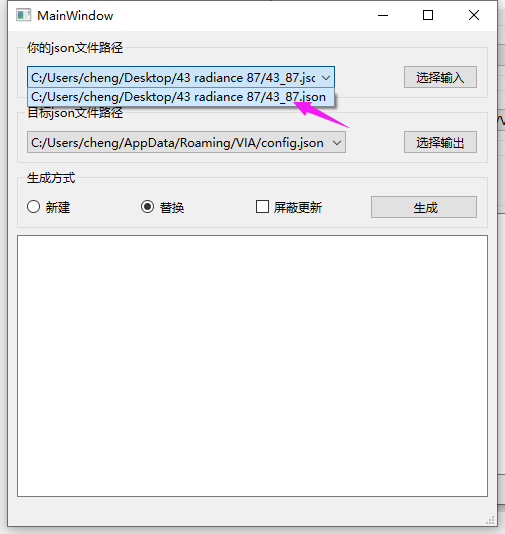 MainWindow
你的json文件路径
C:/Users/cheng/Desktop/43 radiance 87/43_87.jsc
选择输入
C:/Users/cheng/Desktop/43 radiance 87/43_87.json
目标json文件路径
C:/Users/cheng/AppData/Roaming/VIA/config.json
选择输出
生成方式
新建
替换
屏蔽更新
生成